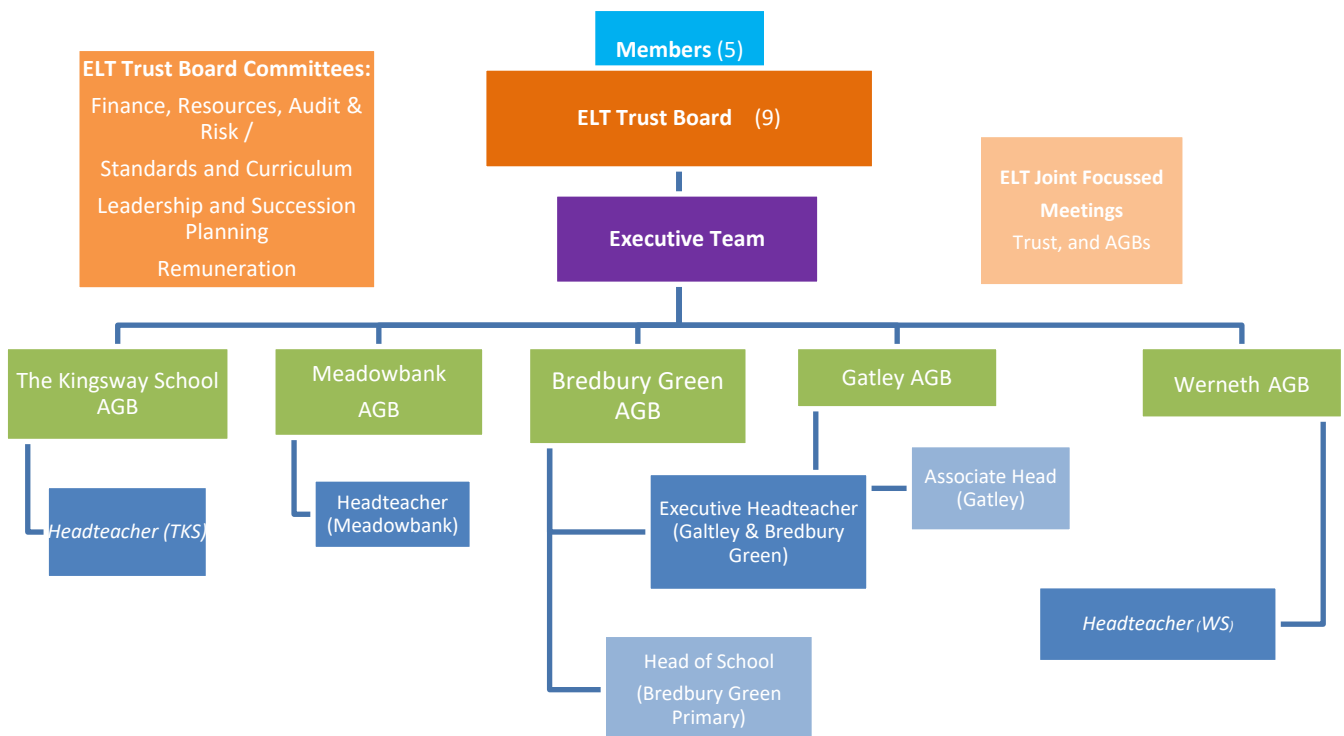 Members (5)
ELT Trust Board Committees:
Finance, Resources, Audit &
Risk /
Standards and Curriculum
Leadership and Succession
Planning
Remuneration
ELT Trust Board (9)
ELT Joint Focussed
Meetings
Trust, and AGBs
Executive Team
The Kingsway School
AGB
Meadowbank
AGB
Bredbury Green
AGB
Gatley AGB
Werneth AGB
Headteacher (TKS)
Headteacher
(Meadowbank)
Executive Headteacher
(Galtley & Bredbury
Green)
Associate Head
(Gatley)
Headteacher (WS)
Head of School
(Bredbury Green
Primary)